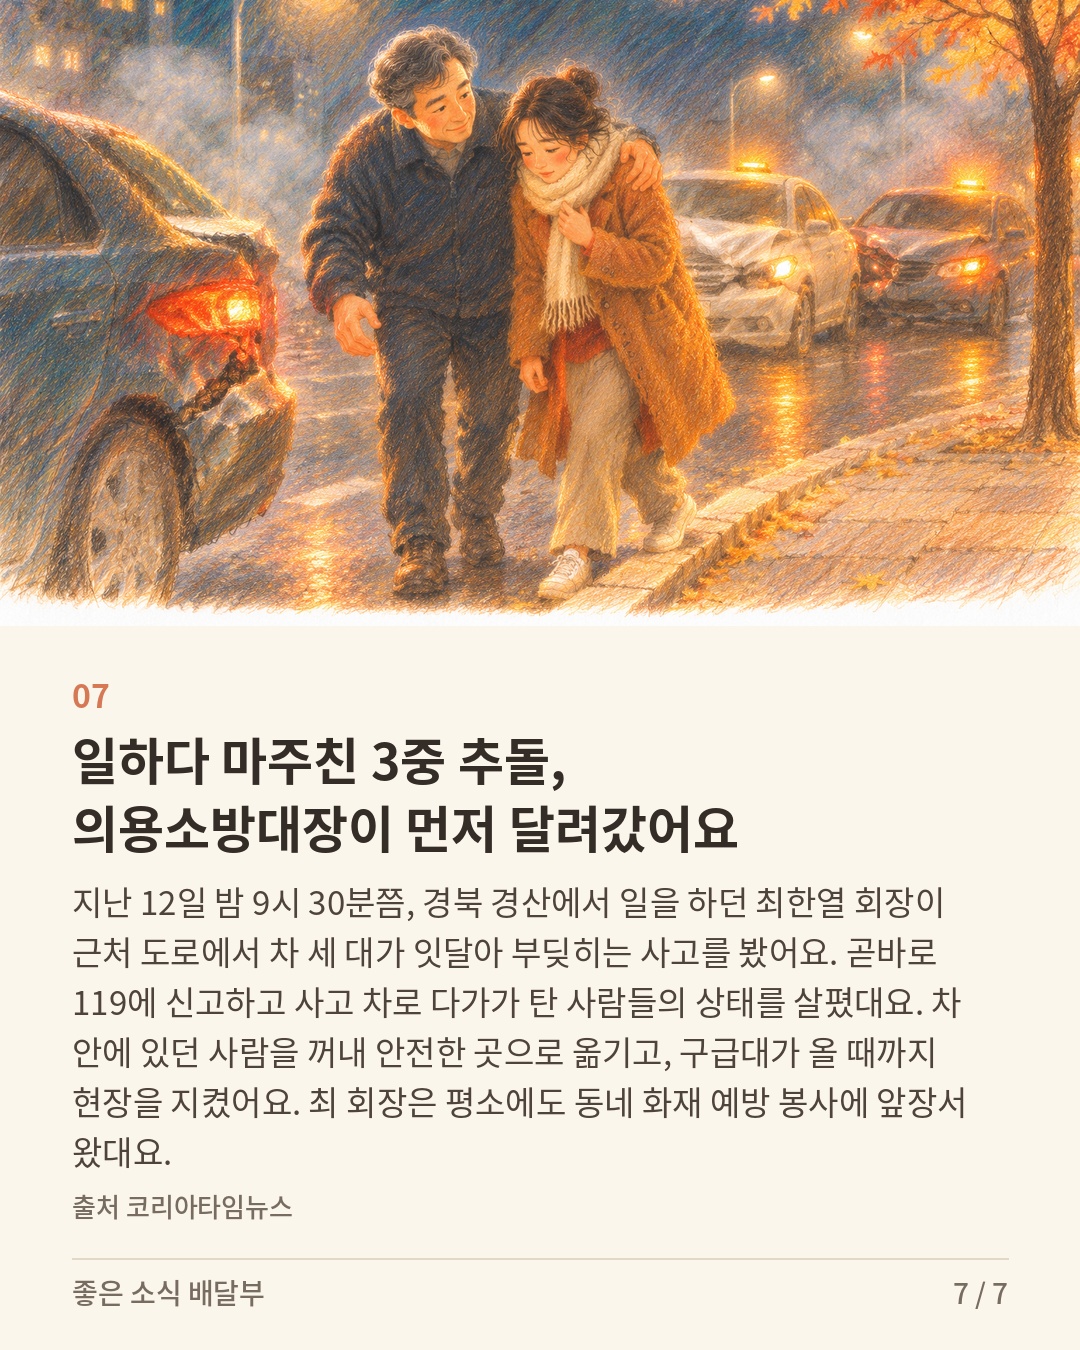 07
일하다 마주친 3중 추돌,
의용소방대장이 먼저 달려갔어요
지난 12일 밤 9시 30분쯤, 경북 경산에서 일을 하던 최한열 회장이
근처 도로에서 차 세 대가 잇달아 부딪히는 사고를 봤어요. 곧바로
119에 신고하고 사고 차로 다가가 탄 사람들의 상태를 살폈대요. 차
안에 있던 사람을 꺼내 안전한 곳으로 옮기고, 구급대가 올 때까지
현장을 지켰어요. 최 회장은 평소에도 동네 화재 예방 봉사에 앞장서
왔대요.
출처 코리아타임뉴스
좋은 소식 배달부
7 / 7